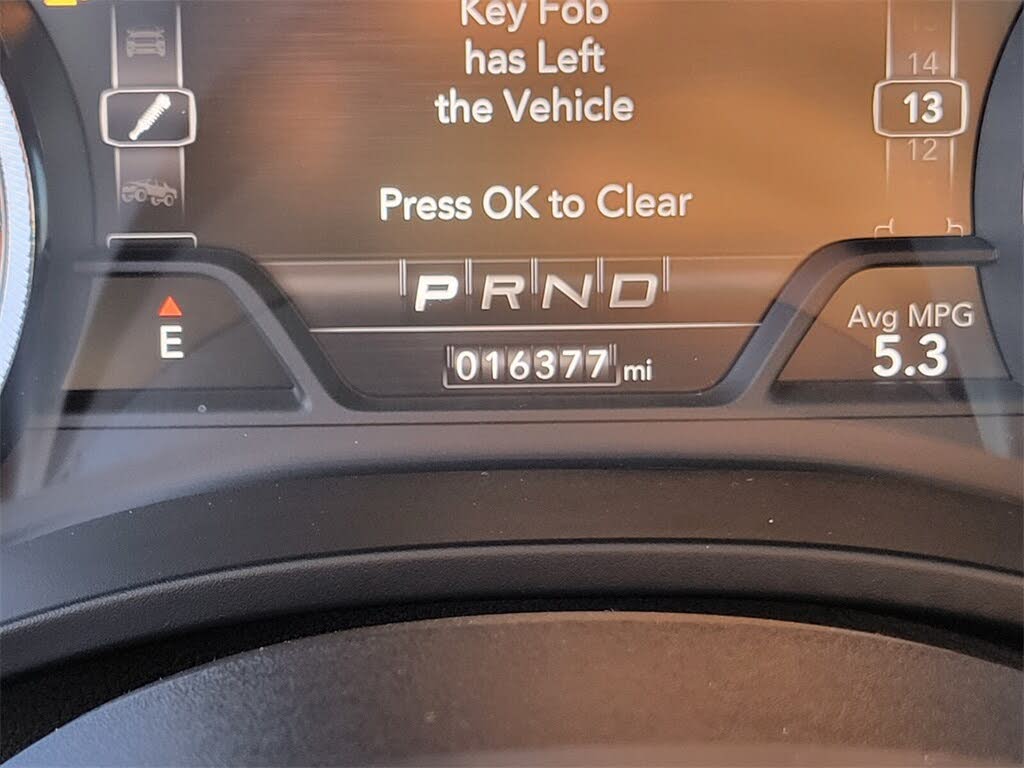 Key Fob
has Left
the Vehicle
Press OK to Clear
14
13
12
P R N D
E
016377 mi
Avg MPG
5.3